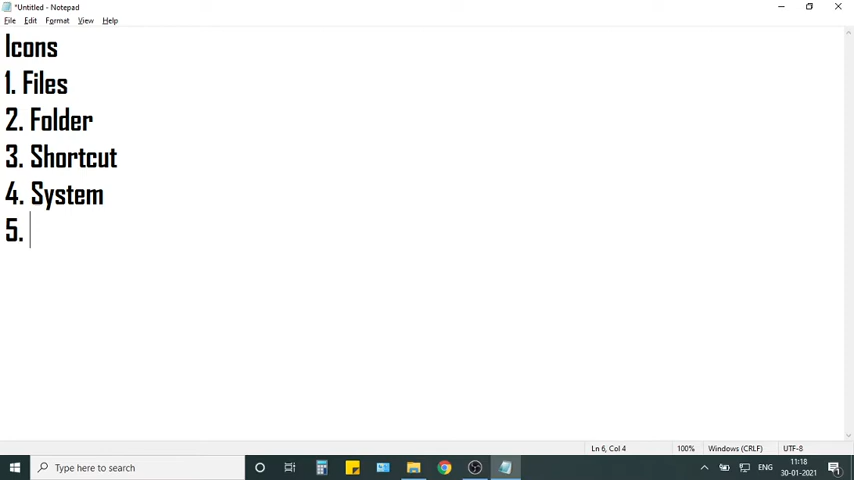 *Untitled - Notepad
File Edit Format View Help
Icons
1. Files
2. Folder
3. Shortcut
4. System
5.
Ln 6, Col 4 100% Windows (CRLF) UTF-8
Type here to search
ENG
11:18
30-01-2021
1